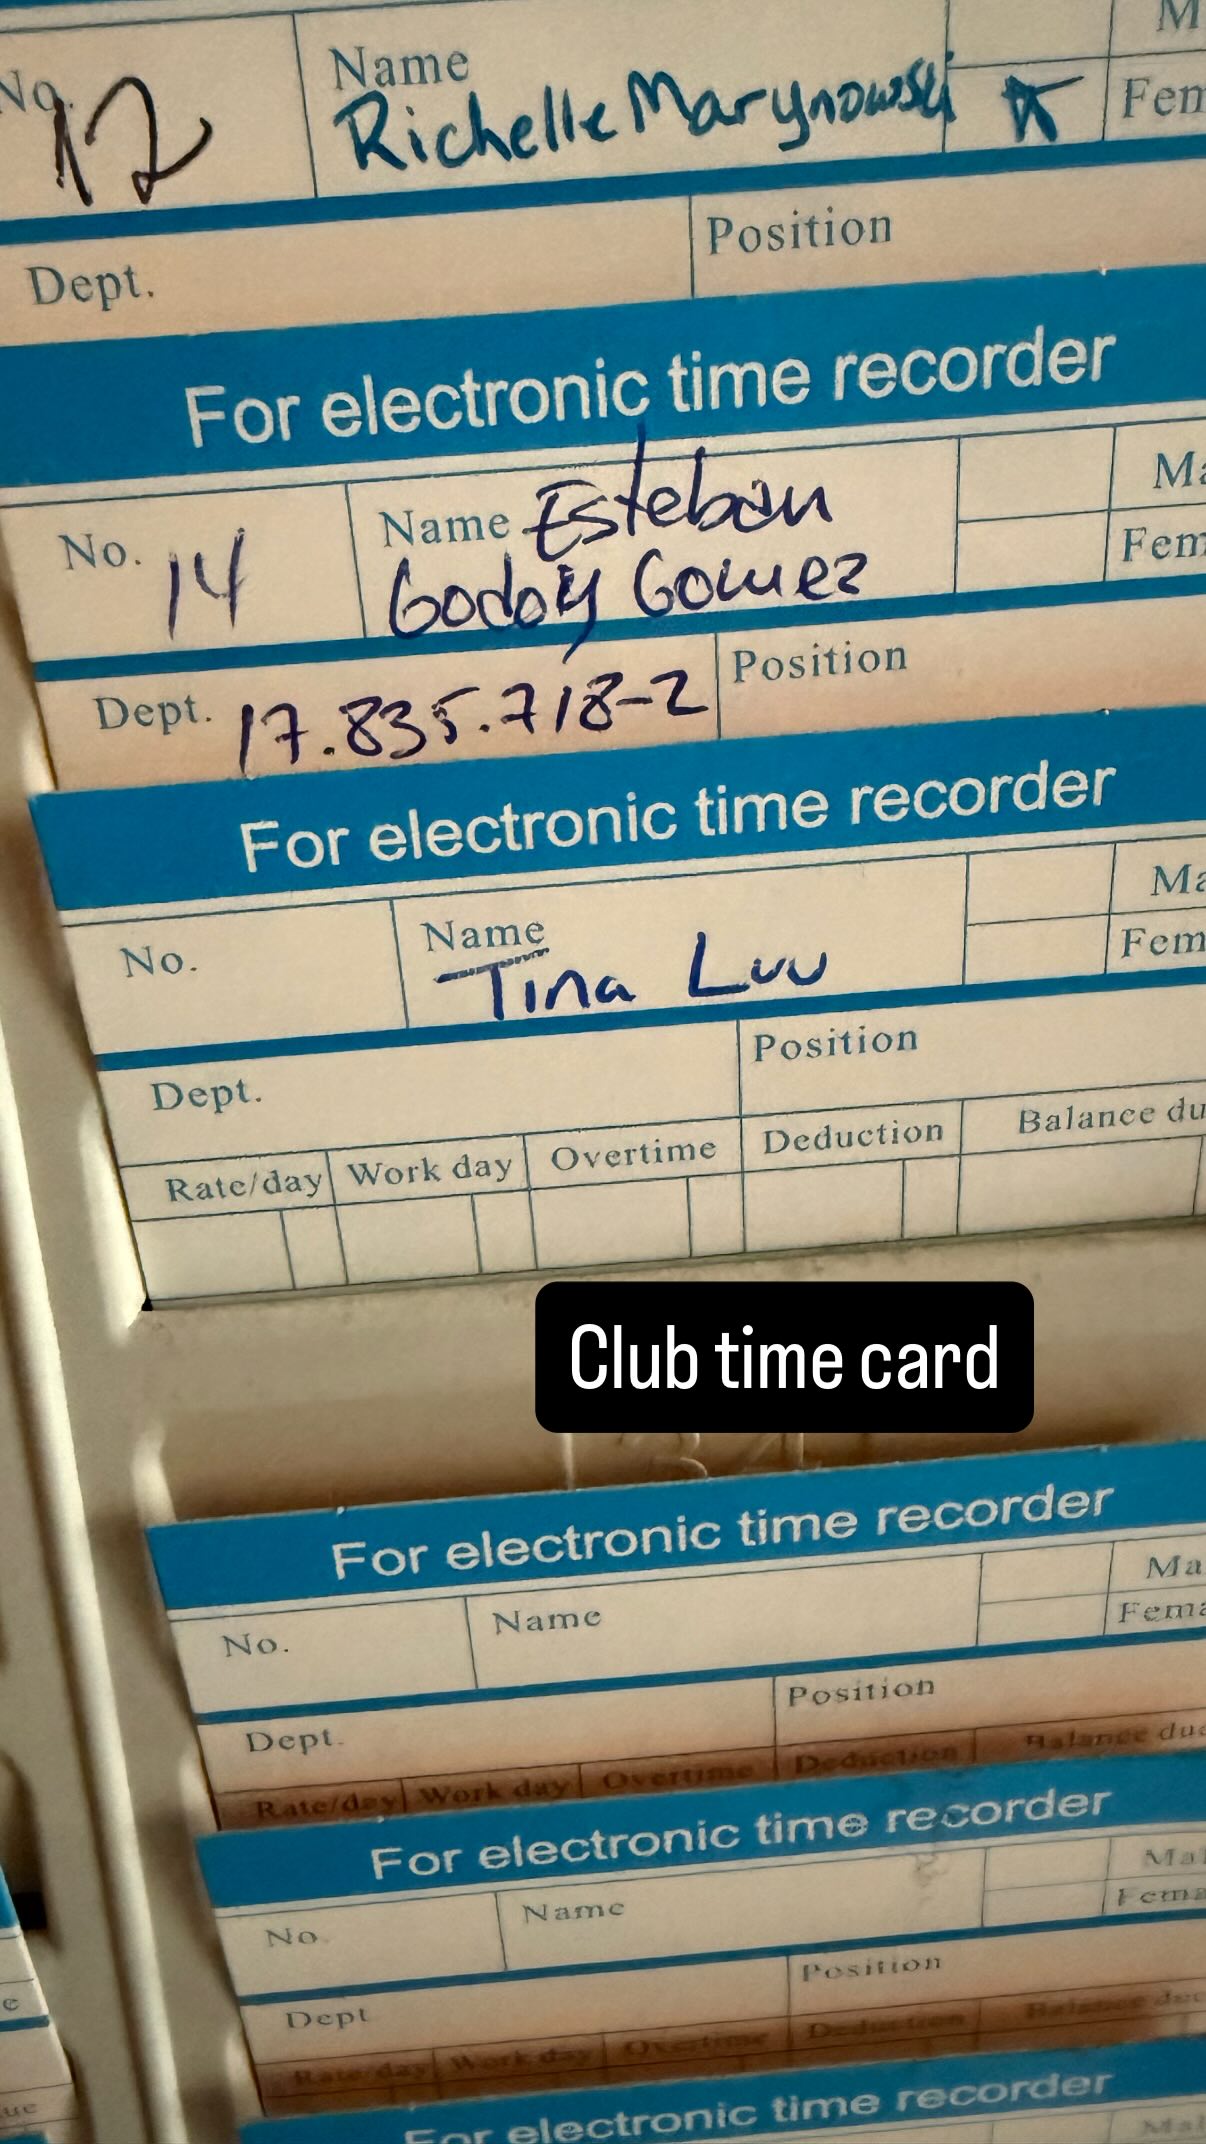 No. Name M
12 Richelle Marynowski Fem
Dept. Position
For electronic time recorder
No. 14 Name Esteban Ma
Godoy Gomez Fem
Dept. 17.835.718-2 Position
For electronic time recorder
No. Name Ma
Tina Luu Fem
Dept. Position
Rate/day Work day Overtime Deduction Balance du
Club time card
For electronic time recorder
No. Name Ma
Fema
Dept. Position
Rate/day Work day Overtime Deduction Balance due
For electronic time recorder
No. Name Mal
Fema
Dept Position
Rate/day Work day Overtime Deduction Balance due
For electronic time recorder
Mal